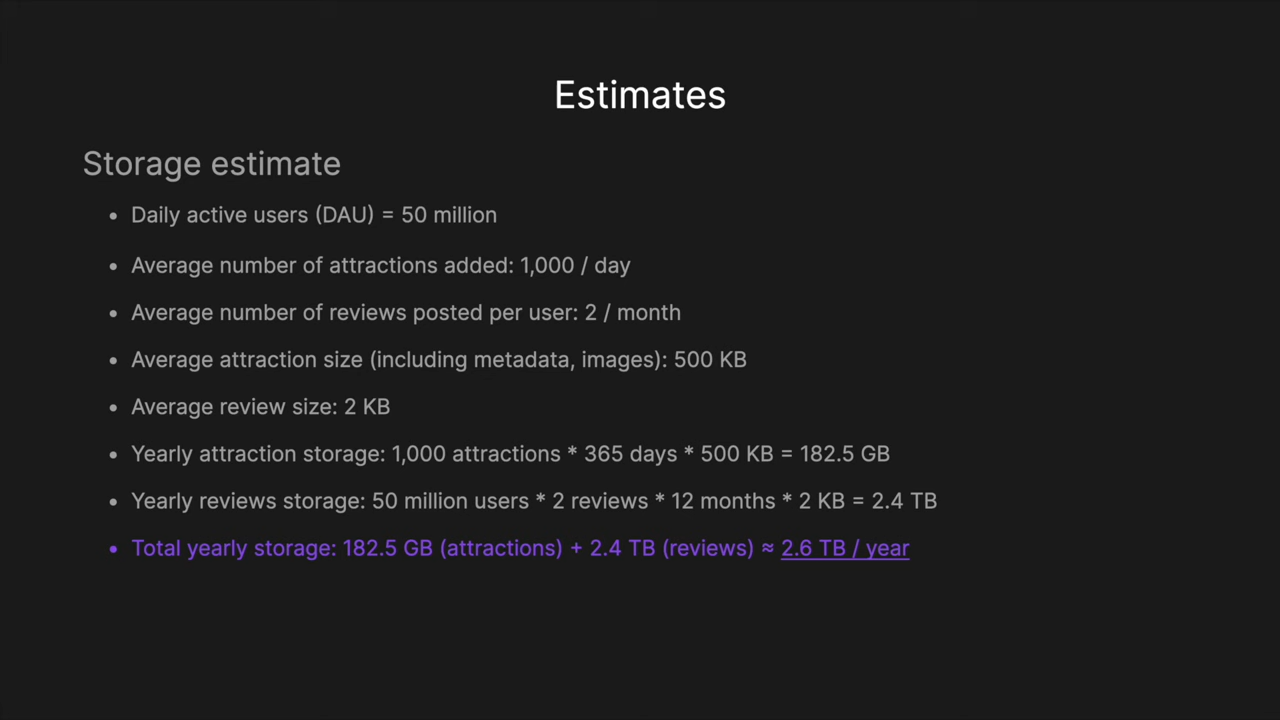 Estimates
Storage estimate
• Daily active users (DAU) = 50 million
• Average number of attractions added: 1,000 / day
• Average number of reviews posted per user: 2 / month
• Average attraction size (including metadata, images): 500 KB
• Average review size: 2 KB
• Yearly attraction storage: 1,000 attractions * 365 days * 500 KB = 182.5 GB
• Yearly reviews storage: 50 million users * 2 reviews * 12 months * 2 KB = 2.4 TB
• Total yearly storage: 182.5 GB (attractions) + 2.4 TB (reviews) ≈ 2.6 TB / year